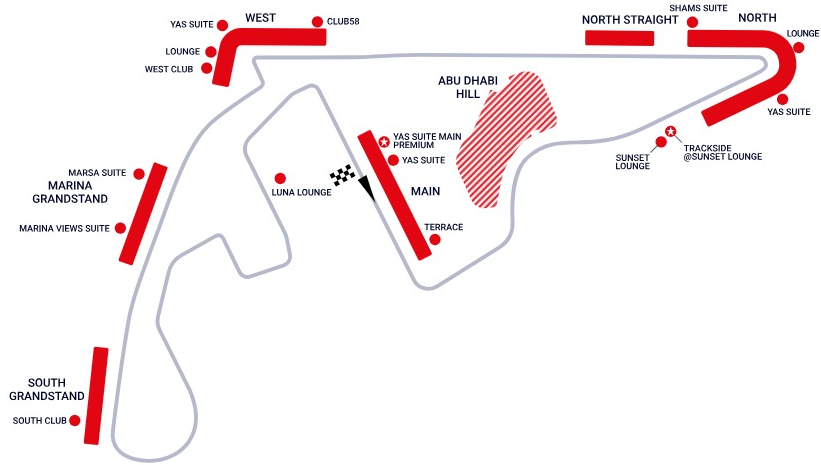 WEST
YAS SUITE
CLUB58
LOUNGE
WEST CLUB
NORTH STRAIGHT
SHAMS SUITE
NORTH
LOUNGE
YAS SUITE
ABU DHABI
HILL
YAS SUITE MAIN
PREMIUM
YAS SUITE
MAIN
TERRACE
LUNA LOUNGE
SUNSET
LOUNGE
TRACKSIDE
@SUNSET LOUNGE
MARSA SUITE
MARINA
GRANDSTAND
MARINA VIEWS SUITE
SOUTH
GRANDSTAND
SOUTH CLUB